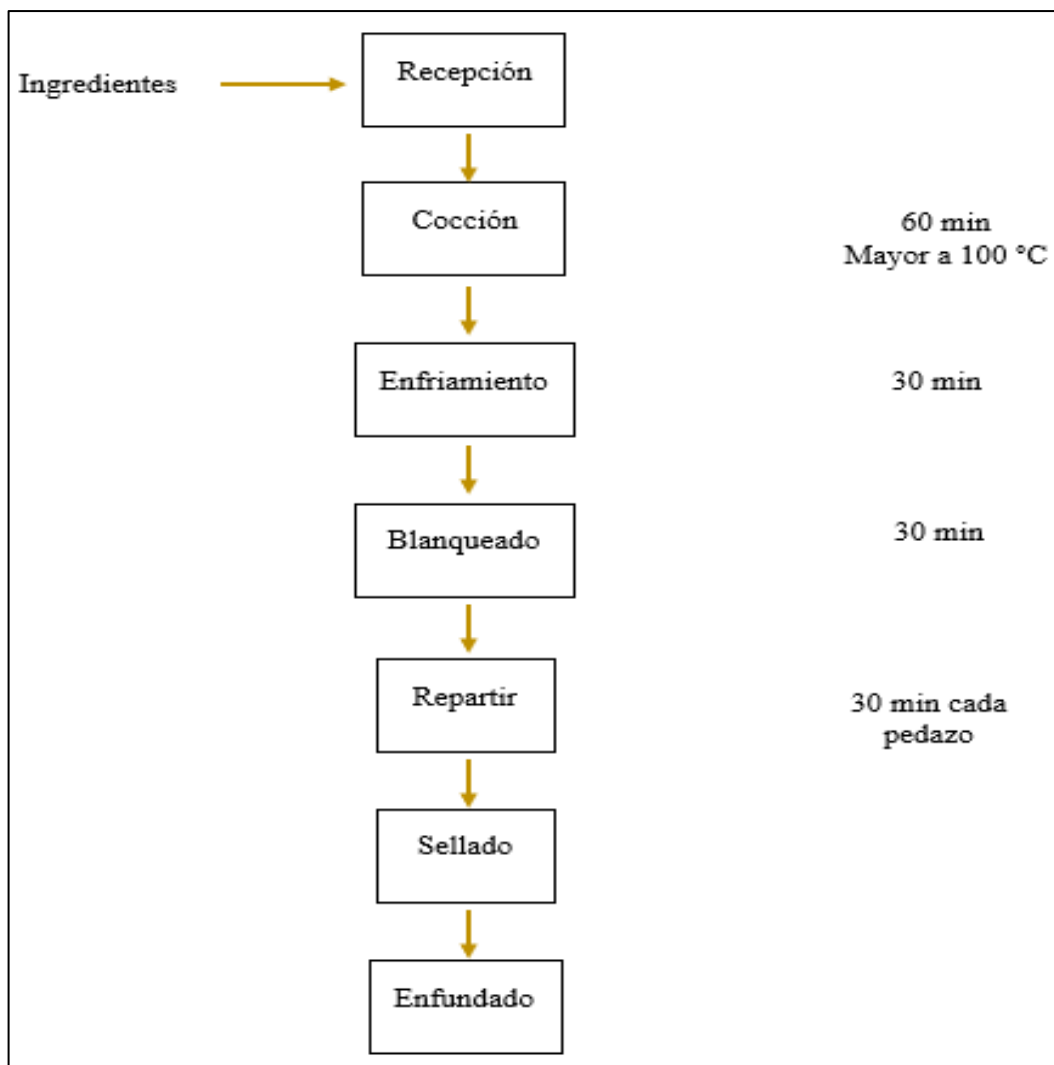 Recepción
Ingredientes
Cocción
60 min
Mayor a 100 °C
Enfriamiento
30 min
Blanqueado
30 min
Repartir
30 min cada
pedazo
Sellado
Enfundado